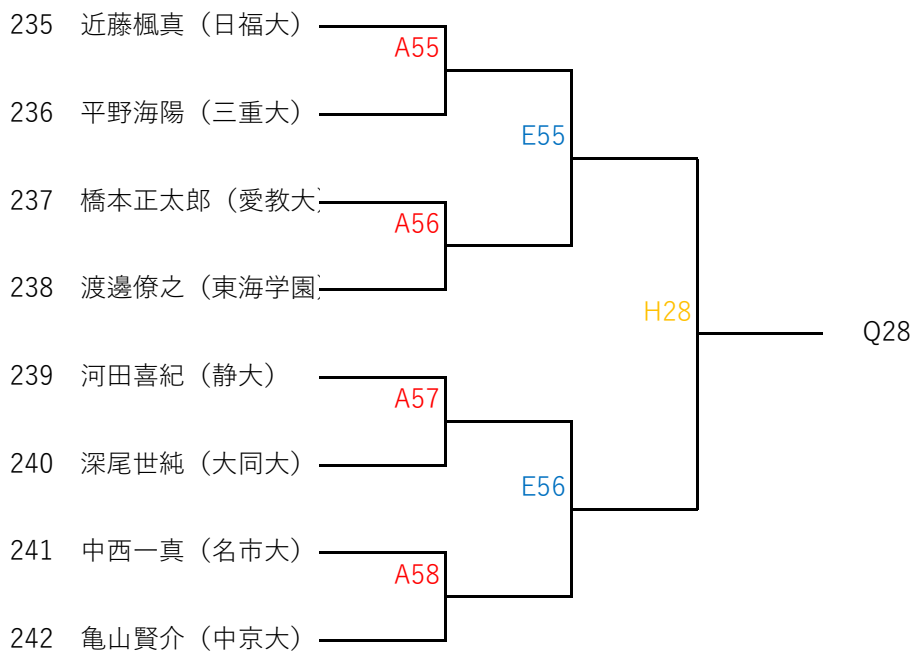 235 近藤楓真（日福大）
A55
236 平野海陽（三重大）
E55
237 橋本正太郎（愛教大）
A56
238 渡邊僚之（東海学園）
H28
Q28
239 河田喜紀（静大）
A57
240 深尾世純（大同大）
E56
241 中西一真（名市大）
A58
242 亀山賢介（中京大）